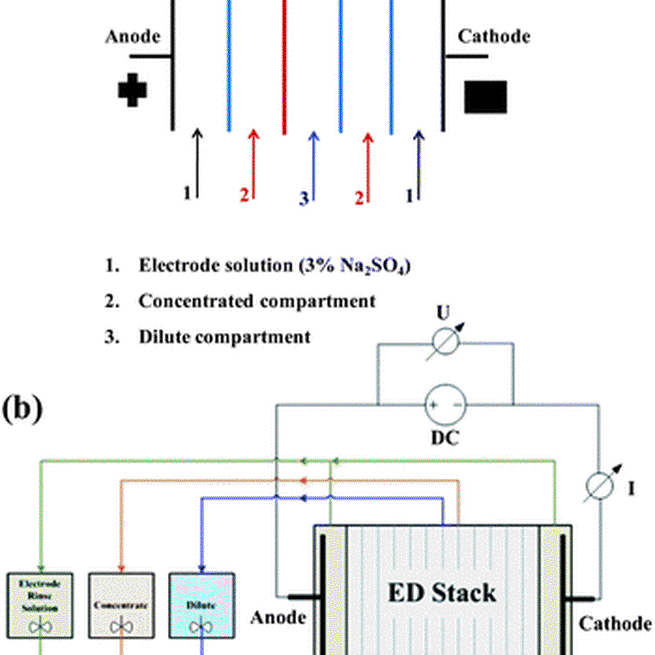 Anode
Cathode
1
2
3
2
1
1. Electrode solution (3% Na₂SO₄)
2. Concentrated compartment
3. Dilute compartment
U
(b)
+ −
DC
I
Electrode
Rinse
Solution
Concentrate
Dilute
ED Stack
Anode
Cathode